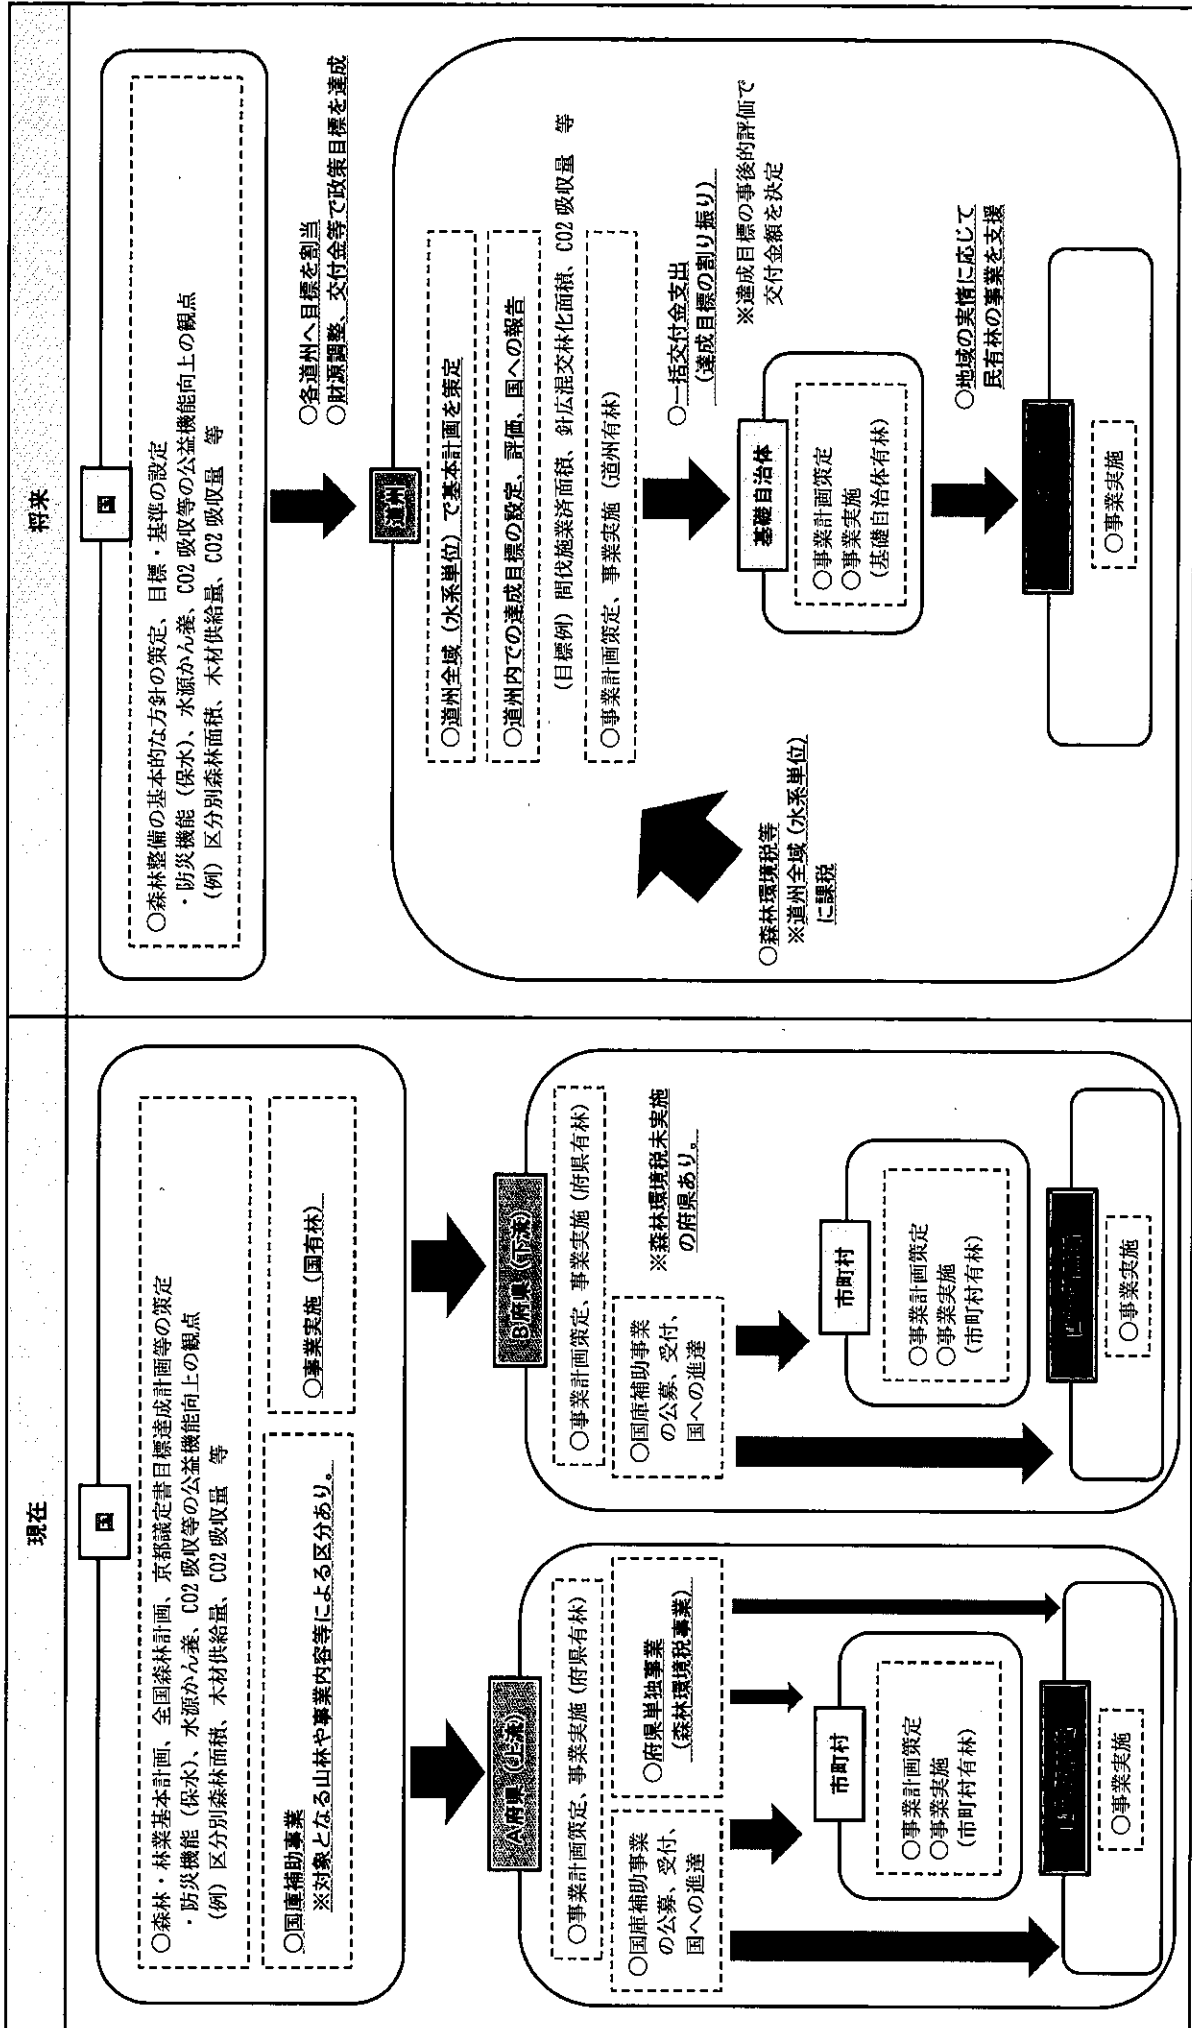 現在
国
○森林・林業基本計画、全国森林計画、京都議定書目標達成計画等の策定
・防災機能（保水）、水源かん養、CO2吸収等の公益機能向上の観点
（例）区分別森林面積、木材供給量、CO2吸収量　等
○国庫補助事業
※対象となる山林や事業内容等による区分あり。
○事業実施（国有林）
A府県（上流）
○事業計画策定、事業実施（府県有林）
○国庫補助事業
の公募、受付、
国への進達
○府県単独事業
（森林環境税事業）
市町村
○事業計画策定
○事業実施
（市町村有林）
○事業実施
B府県（下流）
○事業計画策定、事業実施（府県有林）
○国庫補助事業
の公募、受付、
国への進達
※森林環境税未実施
の府県あり。
市町村
○事業計画策定
○事業実施
（市町村有林）
○事業実施
将来
国
○森林整備の基本的な方針の策定、目標・基準の設定
・防災機能（保水）、水源かん養、CO2吸収等の公益機能向上の観点
（例）区分別森林面積、木材供給量、CO2吸収量　等
○各道州へ目標を割当
○財源調整、交付金等で政策目標を達成
道州
○道州全域（水系単位）で基本計画を策定
○道州内での達成目標の設定、評価、国への報告
（目標例）間伐施業済面積、針広混交林化面積、CO2吸収量　等
○事業計画策定、事業実施（道州有林）
○森林環境税等
※道州全域（水系単位）
に課税
○一括交付金支出
（達成目標の割り振り）
※達成目標の事後的評価で
交付金額を決定
基礎自治体
○事業計画策定
○事業実施
（基礎自治体有林）
○地域の実情に応じて
民有林の事業を支援
○事業実施